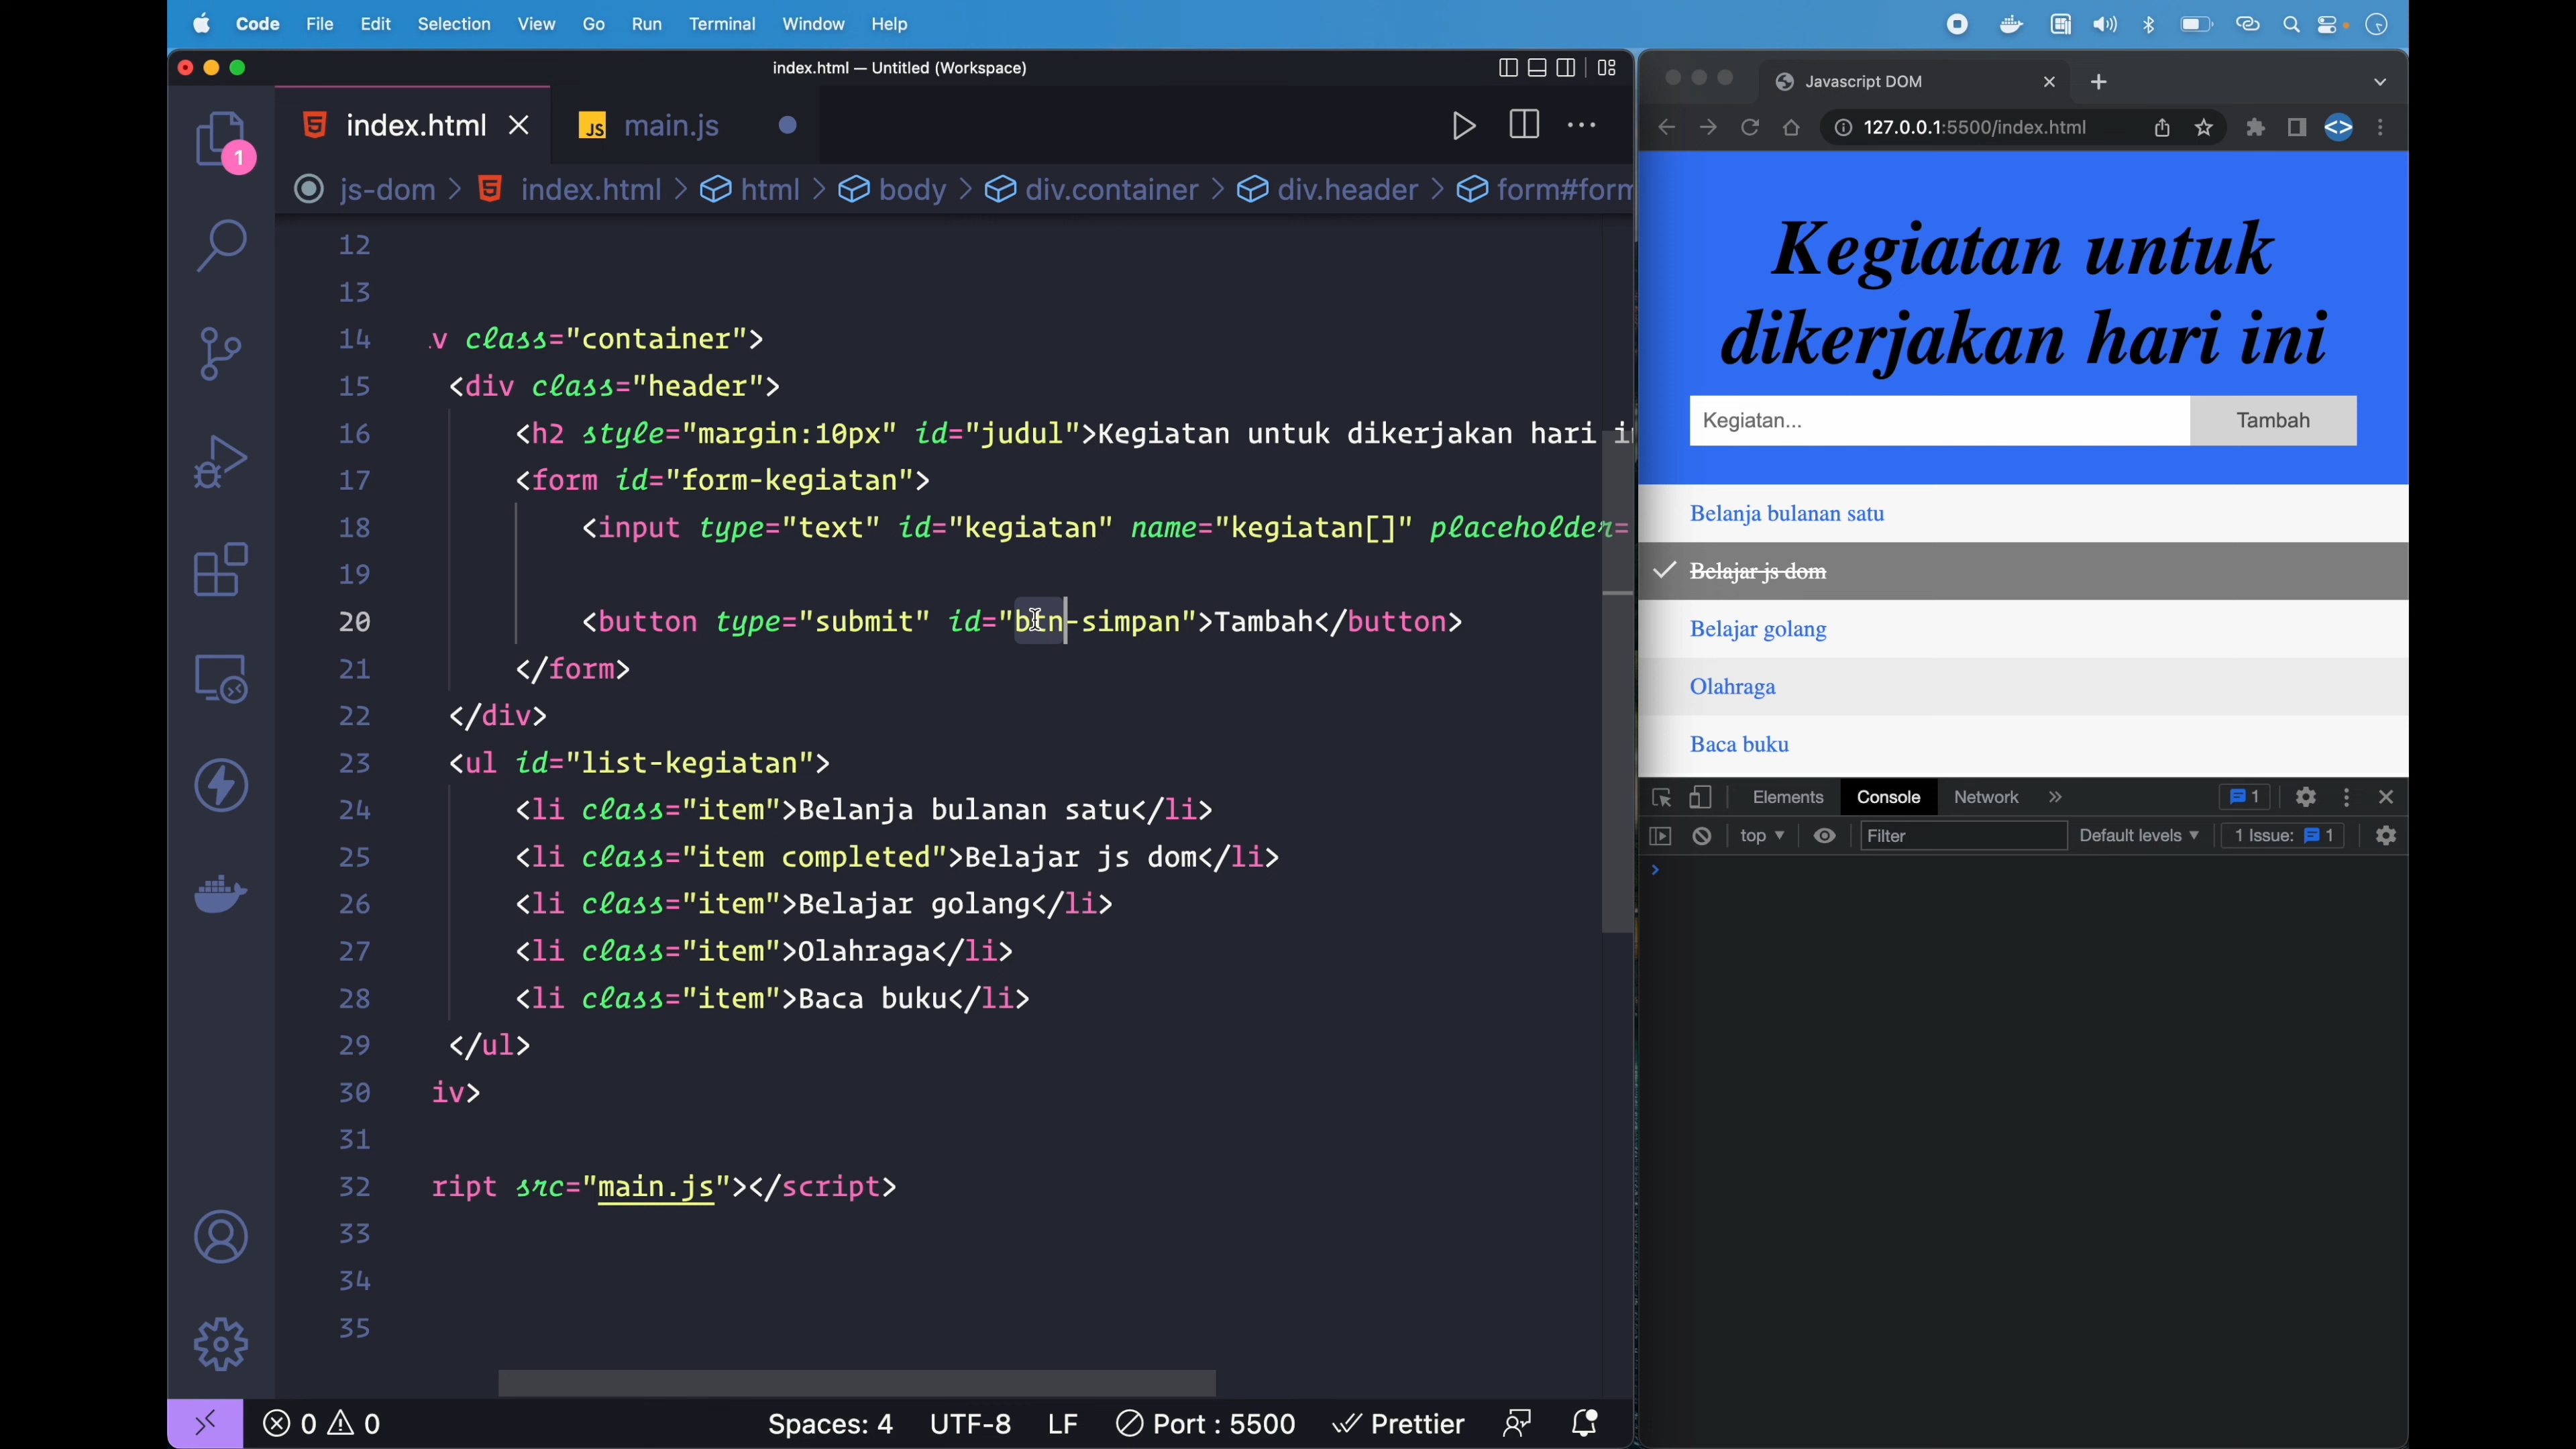 Code File Edit Selection View Go Run Terminal Window Help
index.html — Untitled (Workspace)
1
index.html
JS main.js
js-dom > index.html > html > body > div.container > div.header > form#form
12
13
14 v class="container">
15 <div class="header">
16 <h2 style="margin:10px" id="judul">Kegiatan untuk dikerjakan hari i
17 <form id="form-kegiatan">
18 <input type="text" id="kegiatan" name="kegiatan[]" placeholder=
19
20 <button type="submit" id="btn-simpan">Tambah</button>
21 </form>
22 </div>
23 <ul id="list-kegiatan">
24 <li class="item">Belanja bulanan satu</li>
25 <li class="item completed">Belajar js dom</li>
26 <li class="item">Belajar golang</li>
27 <li class="item">Olahraga</li>
28 <li class="item">Baca buku</li>
29 </ul>
30 iv>
31
32 ript src="main.js"></script>
33
34
35
0 0 Spaces: 4 UTF-8 LF Port : 5500 Prettier
Javascript DOM
127.0.0.1:5500/index.html
Kegiatan untuk
dikerjakan hari ini
Kegiatan... Tambah
Belanja bulanan satu
Belajar js dom
Belajar golang
Olahraga
Baca buku
Elements Console Network » 1
top Filter Default levels 1 Issue: 1